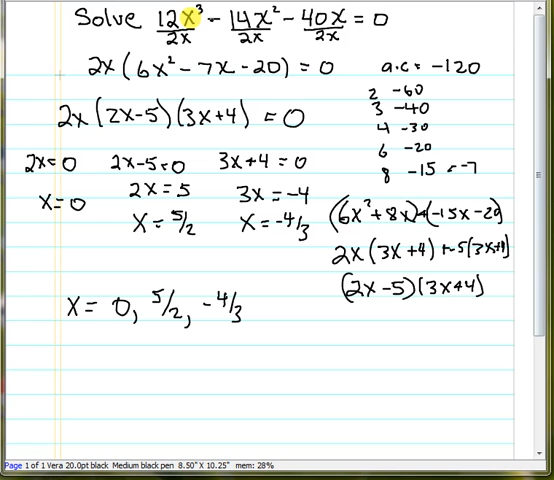 Solve 12x³/2x - 14x²/2x - 40x/2x = 0
2x(6x² - 7x - 20) = 0
2x(2x-5)(3x+4) = 0
2x=0 2x-5=0 3x+4=0
x=0 2x=5 3x=-4
x=5/2 x=-4/3
x= 0, 5/2, -4/3
a.c = -120
2 -60
3 -40
4 -30
6 -20
8 -15 = -7
(6x²+8x)+(-15x-20)
2x(3x+4)+-5(3x+4)
(2x-5)(3x+4)
Page 1 of 1 Vera 20.0pt black Medium black pen 8.50" X 10.25" mem: 28%